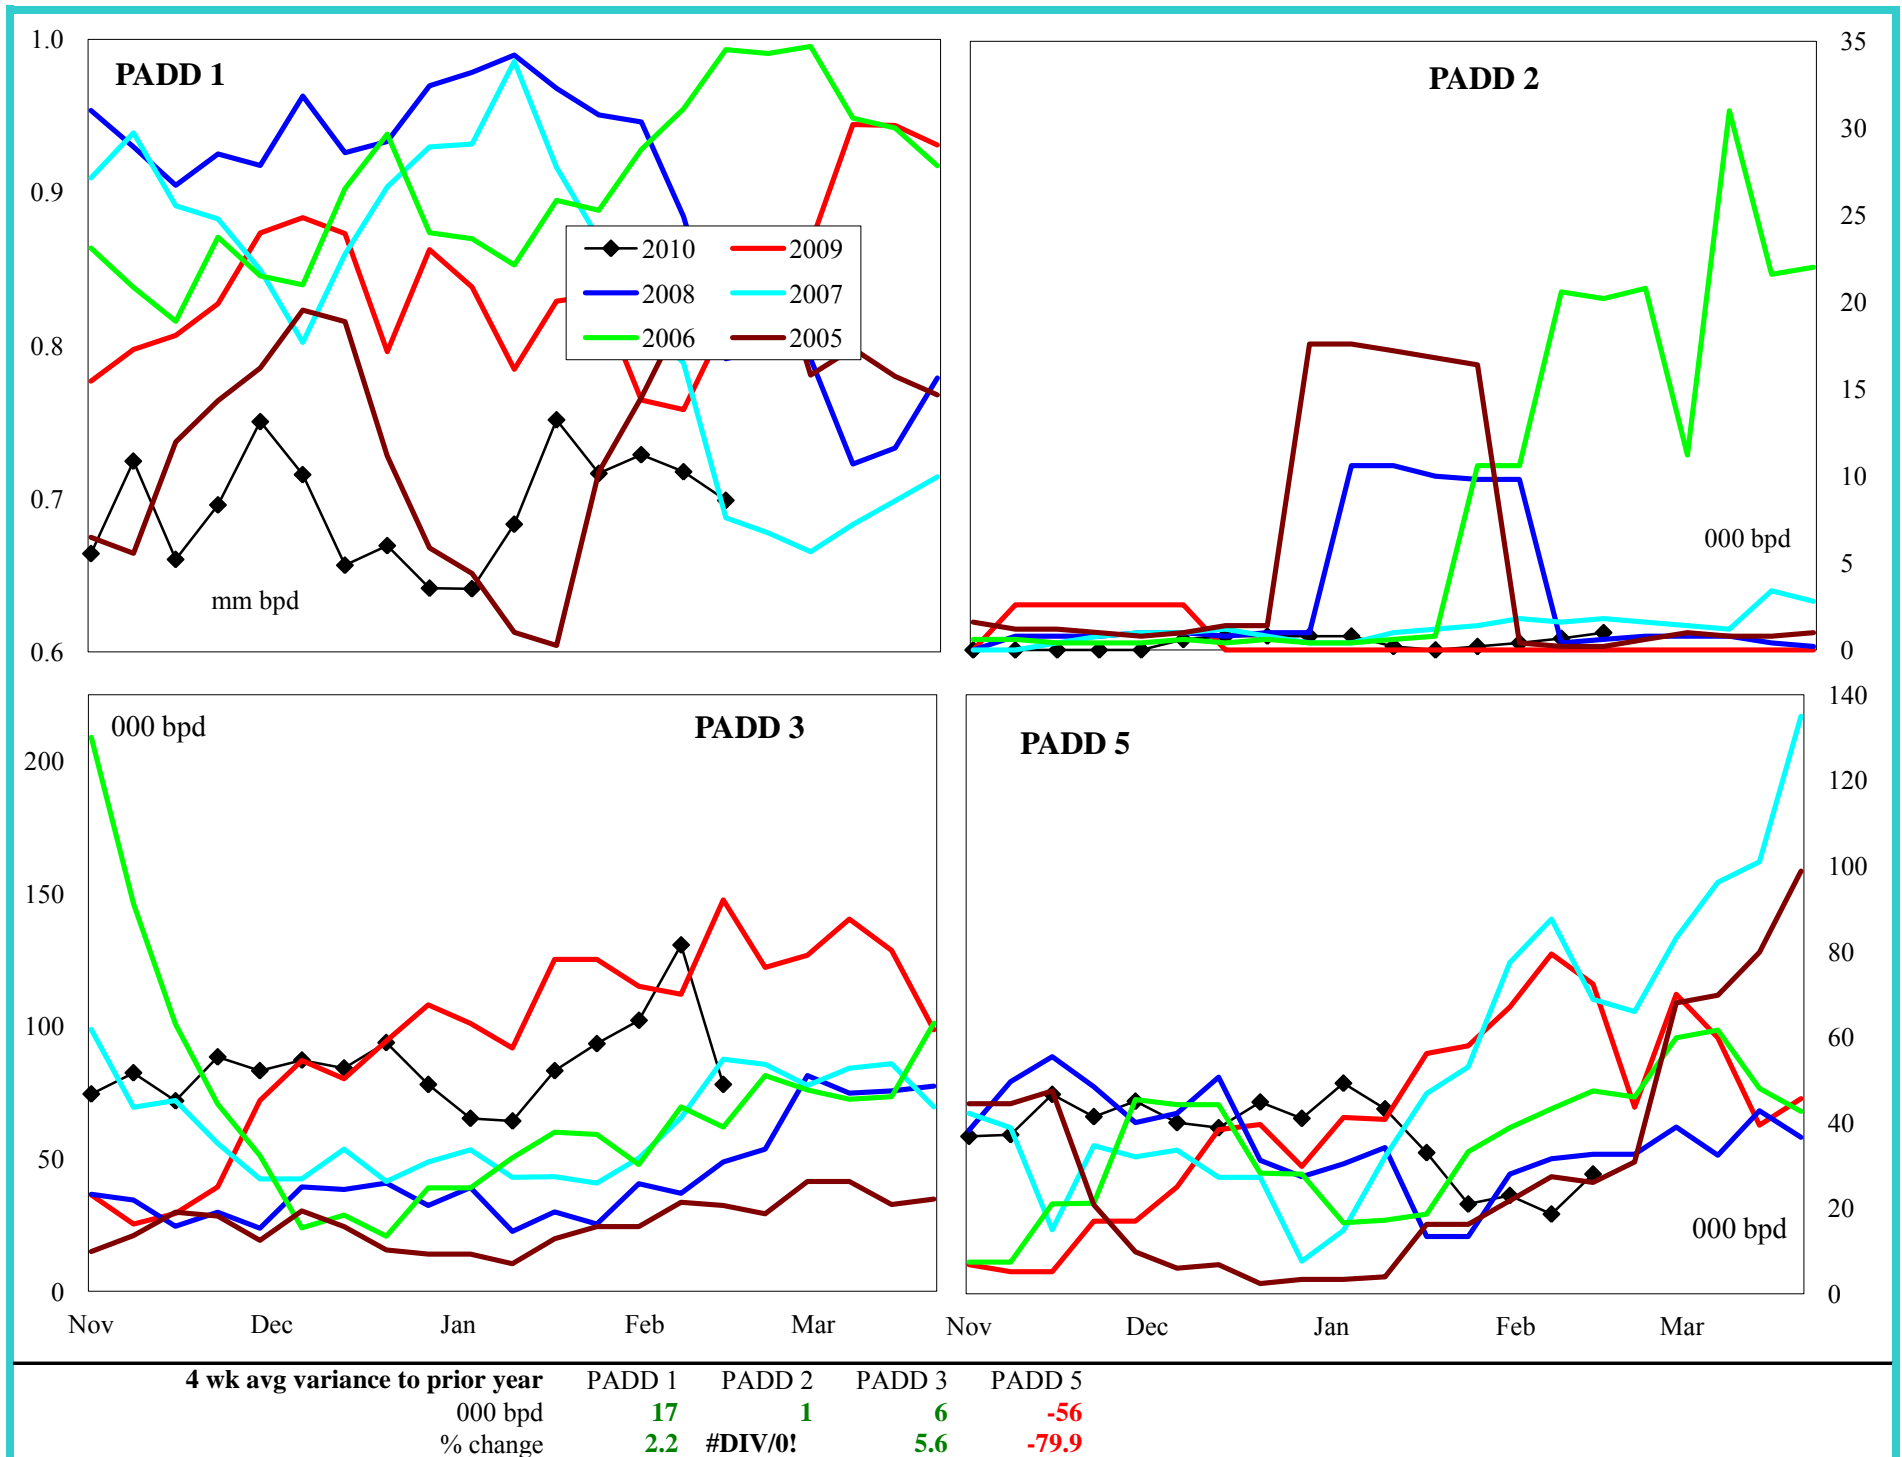 1.0
0.9
0.8
0.7
0.6
PADD 1
mm bpd
2010 2009
2008 2007
2006 2005
PADD 2
000 bpd
35
30
25
20
15
10
5
0
200
150
100
50
0
000 bpd
PADD 3
Nov Dec Jan Feb Mar
PADD 5
000 bpd
140
120
100
80
60
40
20
0
Nov Dec Jan Feb Mar
4 wk avg variance to prior year PADD 1 PADD 2 PADD 3 PADD 5
000 bpd 17 1 6 -56
% change 2.2 #DIV/0! 5.6 -79.9